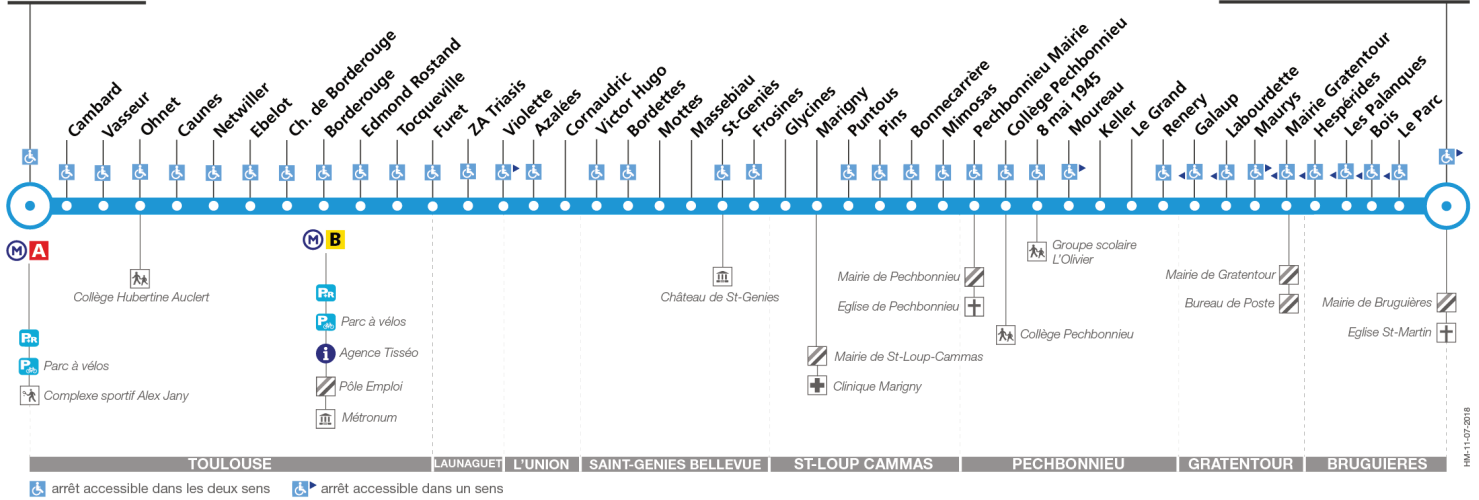 Cambard
Vasseur
Ohnet
Caunes
Netwiller
Ebelot
Ch. de Borderouge
Borderouge
Edmond Rostand
Tocqueville
Furet
ZA Triasis
Violette
Azalées
Cornaudric
Victor Hugo
Bordettes
Mottes
Massebiau
St-Geniès
Frosines
Glycines
Marigny
Puntous
Pins
Bonnecarrère
Mimosas
Pechbonnieu Mairie
Collège Pechbonnieu
8 mai 1945
Moureau
Keller
Le Grand
Renery
Galaup
Labourdette
Maurys
Mairie Gratentour
Hespérides
Les Palanques
Bois
Le Parc
M A
P+R
P
Parc à vélos
Complexe sportif Alex Jany
Collège Hubertine Auclert
M B
P+R
P
Parc à vélos
i
Agence Tisséo
Pôle Emploi
Métronum
Château de St-Genies
Mairie de St-Loup-Cammas
Clinique Marigny
Mairie de Pechbonnieu
Eglise de Pechbonnieu
Collège Pechbonnieu
Groupe scolaire
L'Olivier
Mairie de Gratentour
Bureau de Poste
Mairie de Bruguières
Eglise St-Martin
TOULOUSE
LAUNAGUET
L'UNION
SAINT-GENIES BELLEVUE
ST-LOUP CAMMAS
PECHBONNIEU
GRATENTOUR
BRUGUIERES
arrêt accessible dans les deux sens
arrêt accessible dans un sens
HM-11-07-2018